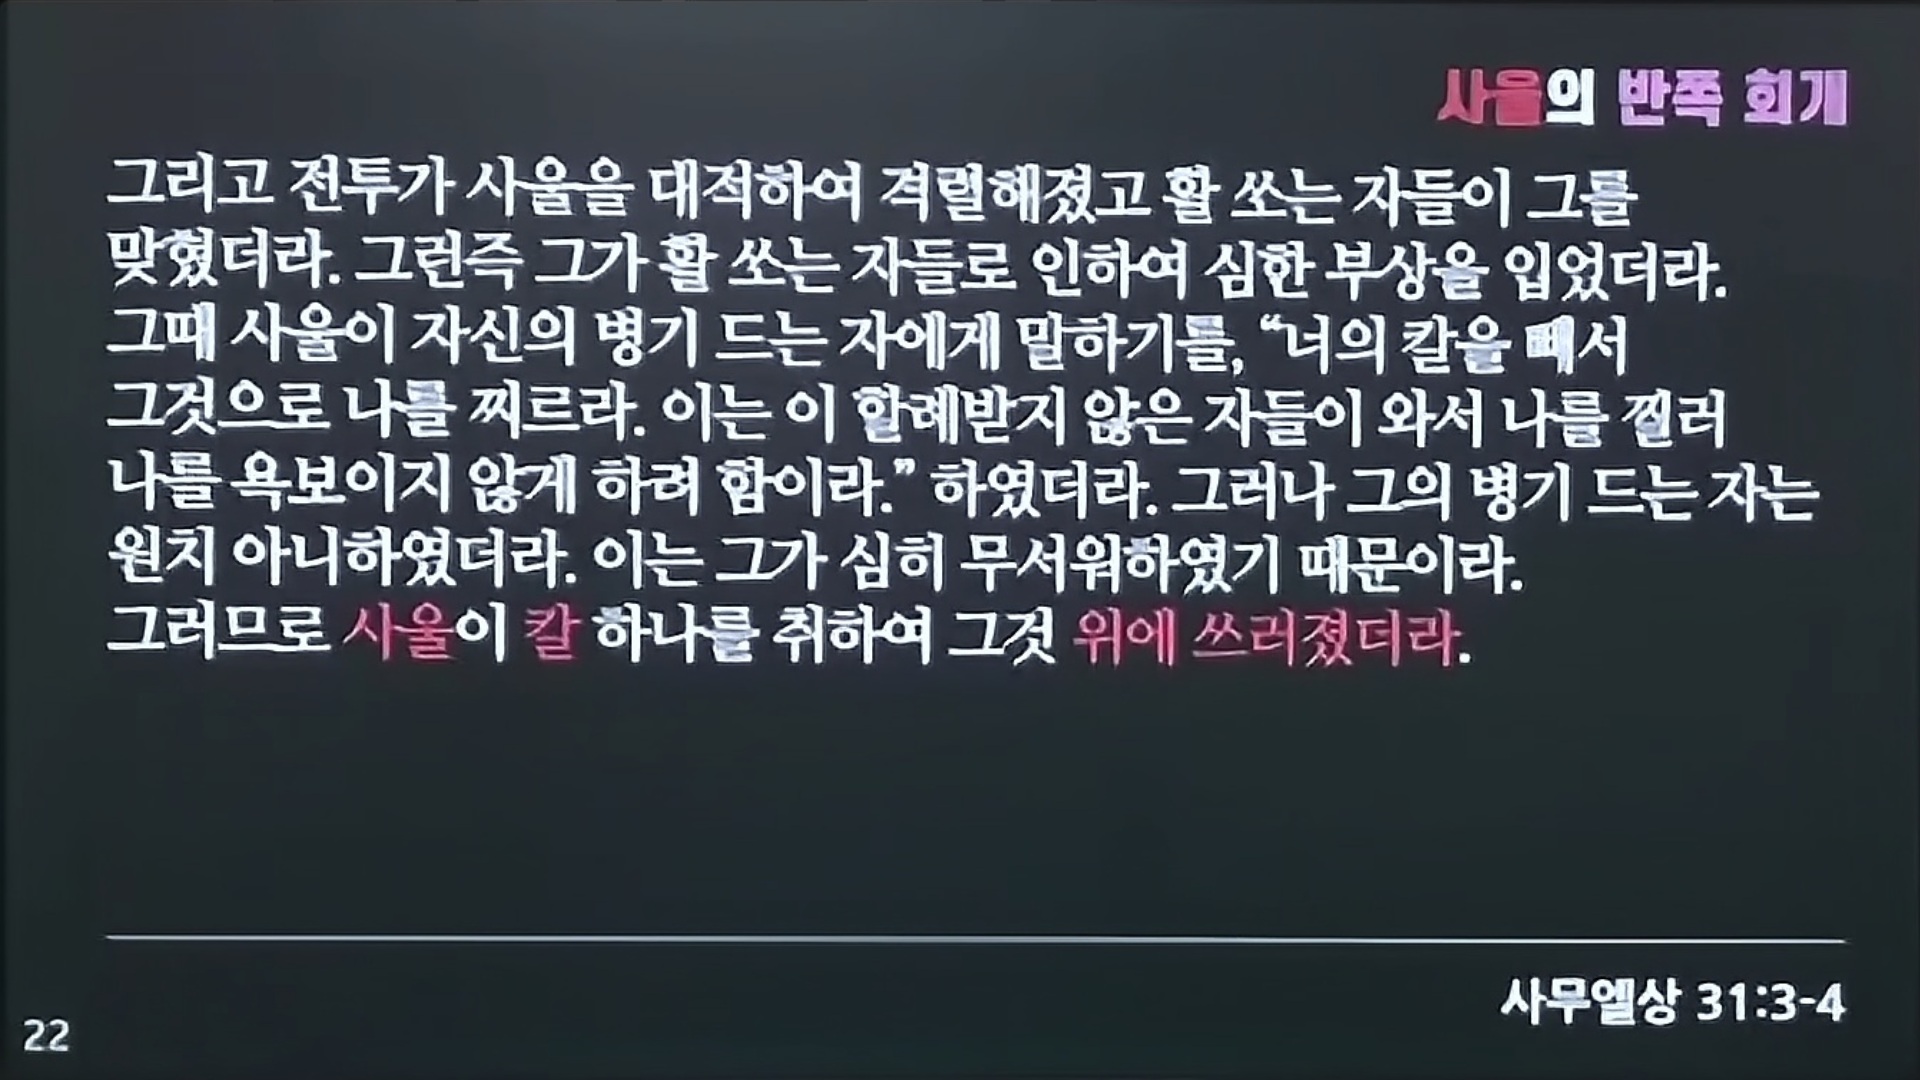 사울의 반쪽 회개
그리고 전투가 사울을 대적하여 격렬해졌고 활 쏘는 자들이 그를
맞혔더라. 그런즉 그가 활 쏘는 자들로 인하여 심한 부상을 입었더라.
그때 사울이 자신의 병기 드는 자에게 말하기를, “너의 칼을 빼서
그것으로 나를 찌르라. 이는 이 할례받지 않은 자들이 와서 나를 찔러
나를 욕보이지 않게 하려 함이라.” 하였더라. 그러나 그의 병기 드는 자는
원치 아니하였더라. 이는 그가 심히 무서워하였기 때문이라.
그러므로 사울이 칼 하나를 취하여 그것 위에 쓰러졌더라.
사무엘상 31:3-4
22